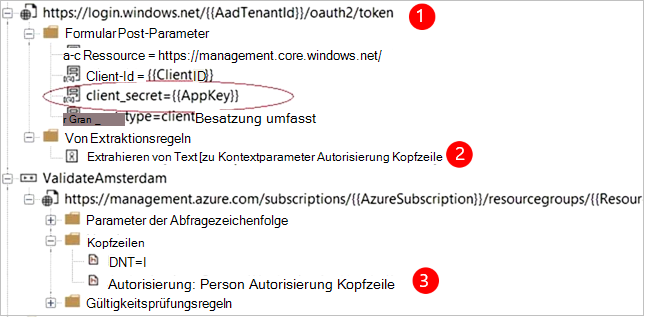 https://login.windows.net/{{AadTenantId}}/oauth2/token 1
Formular Post-Parameter
a-c Ressource = https://management.core.windows.net/
Client-Id = {{ClientID}}
client_secret={{AppKey}}
r Gran _ type=client Besatzung umfasst
Von Extraktionsregeln
Extrahieren von Text [zu Kontextparameter Autorisierung Kopfzeile 2
ValidateAmsterdam
https://management.azure.com/subscriptions/{{AzureSubscription}}/resourcegroups/{{Resour
Parameter der Abfragezeichenfolge
Kopfzeilen
DNT=I
Autorisierung: Person Autorisierung Kopfzeile 3
Gültigkeitsprüfungsregeln